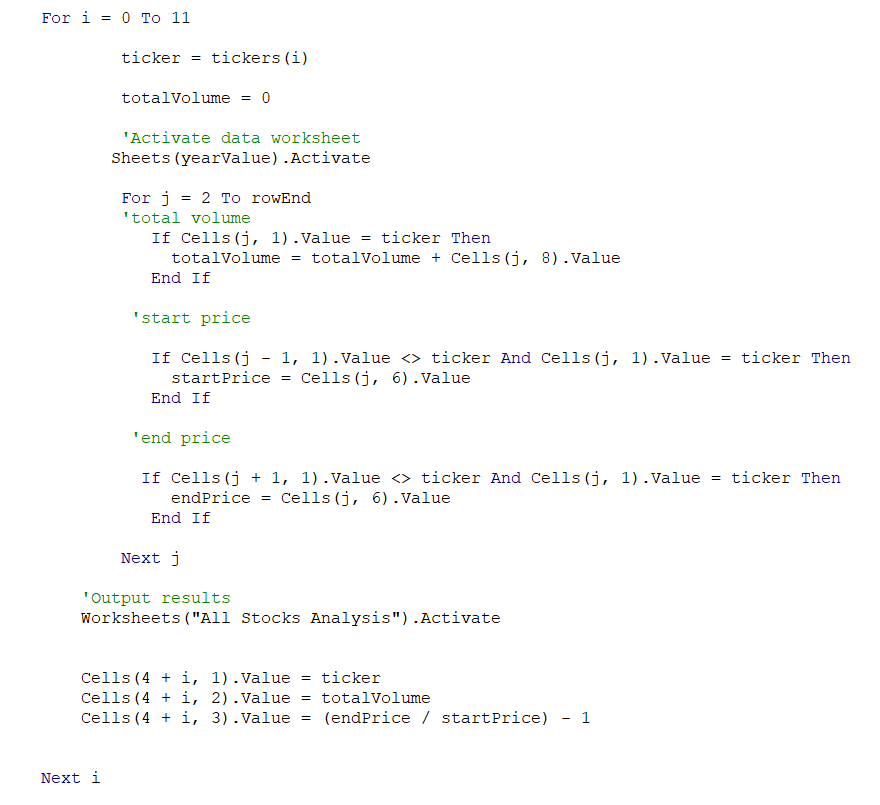 For i = 0 To 11
ticker = tickers(i)
totalVolume = 0
'Activate data worksheet
Sheets(yearValue).Activate
For j = 2 To rowEnd
'total volume
If Cells(j, 1).Value = ticker Then
totalVolume = totalVolume + Cells(j, 8).Value
End If
'start price
If Cells(j - 1, 1).Value <> ticker And Cells(j, 1).Value = ticker Then
startPrice = Cells(j, 6).Value
End If
'end price
If Cells(j + 1, 1).Value <> ticker And Cells(j, 1).Value = ticker Then
endPrice = Cells(j, 6).Value
End If
Next j
'Output results
Worksheets("All Stocks Analysis").Activate
Cells(4 + i, 1).Value = ticker
Cells(4 + i, 2).Value = totalVolume
Cells(4 + i, 3).Value = (endPrice / startPrice) - 1
Next i